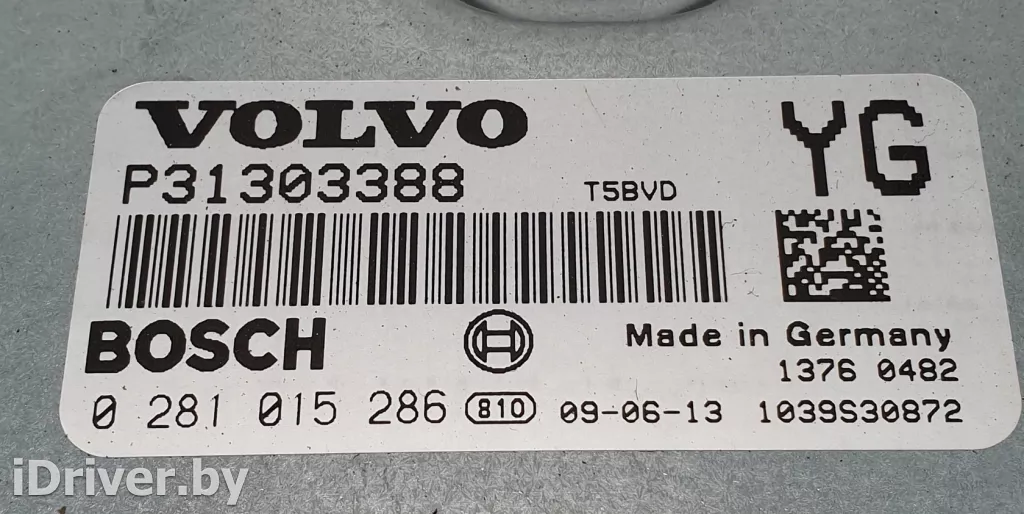 VOLVO
YG
P31303388 T5BVD
BOSCH
Made in Germany
1376 0482
0 281 015 286 810 09-06-13 1039S30872
iDriver.by